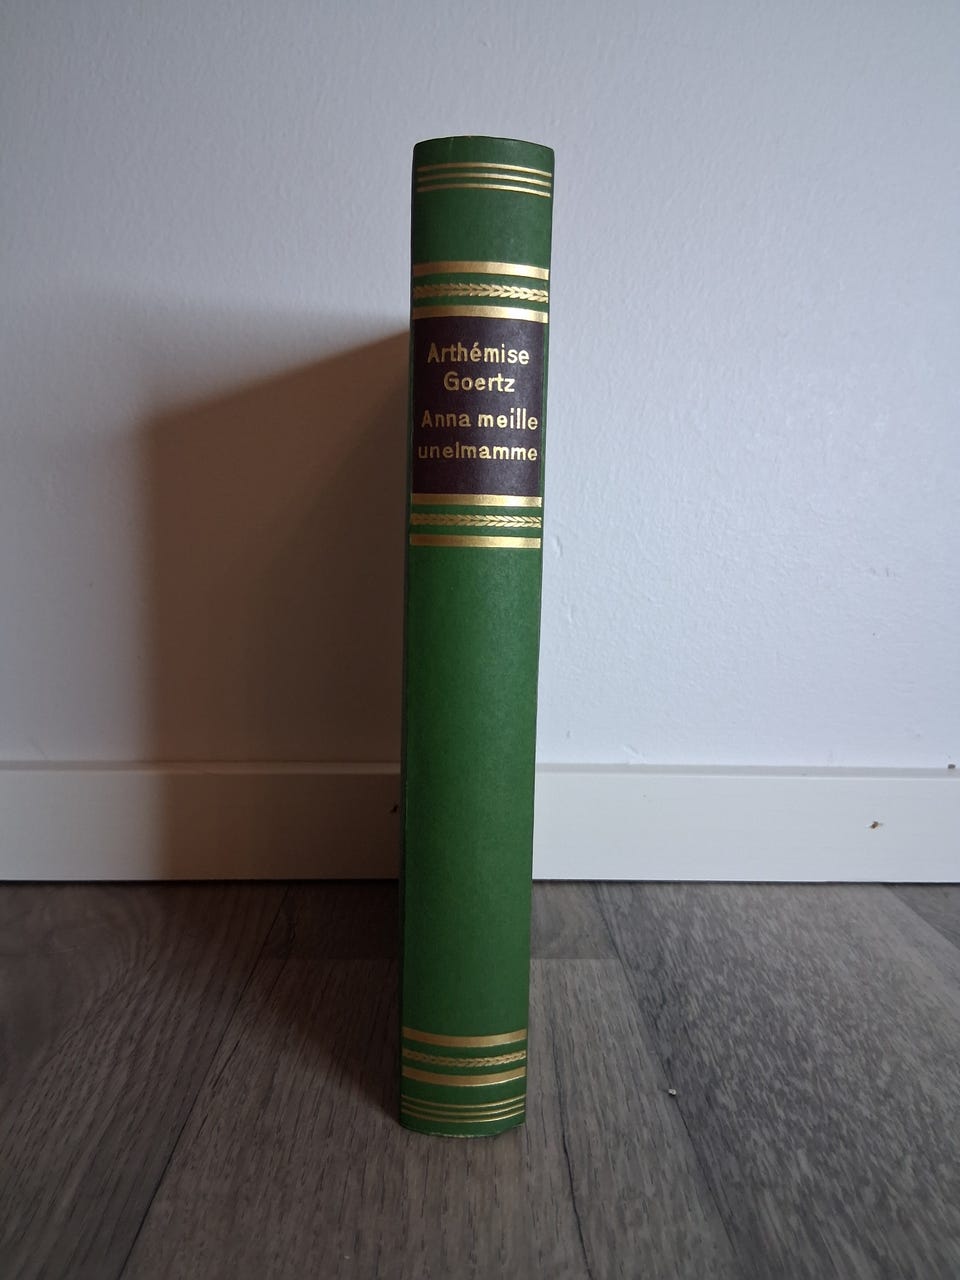 Arthémise
Goertz
Anna meille
unelmamme